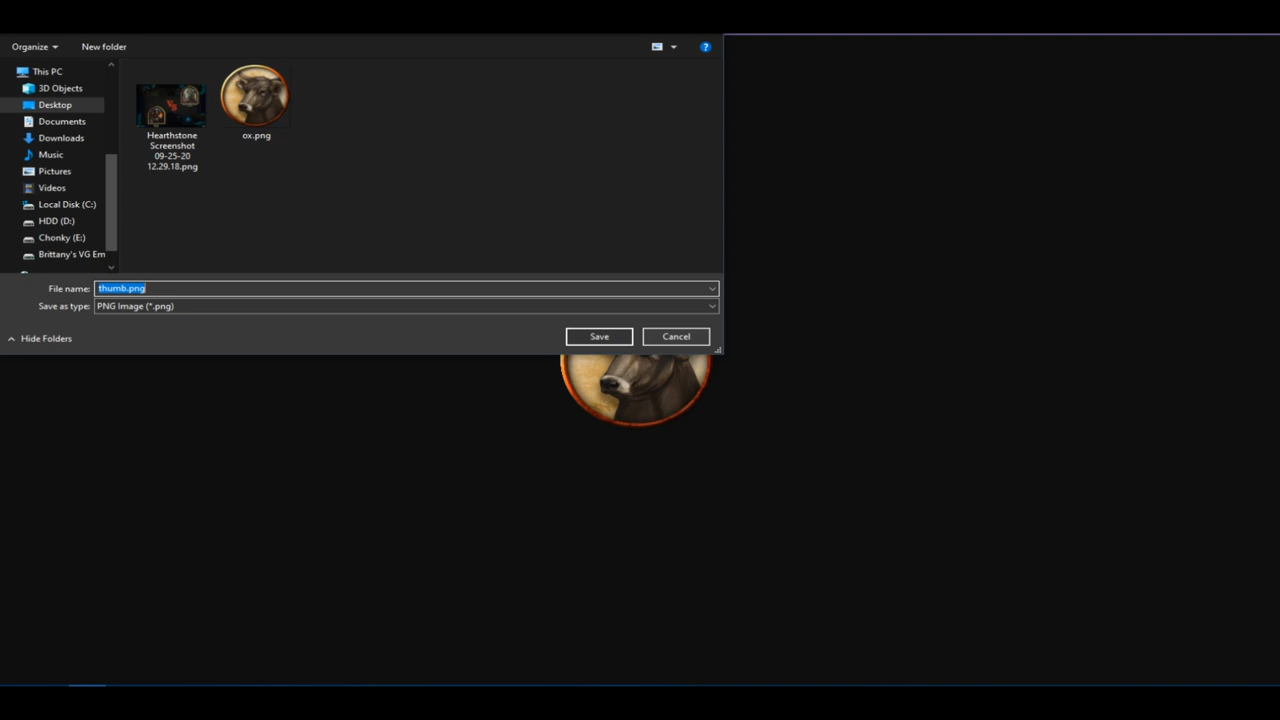 Organize
New folder
?
This PC
3D Objects
Desktop
Documents
Downloads
Music
Pictures
Videos
Local Disk (C:)
HDD (D:)
Chonky (E:)
Brittany's VG Em
Hearthstone
Screenshot
09-25-20
12.29.18.png
ox.png
File name: thumb.png
Save as type: PNG Image (*.png)
Hide Folders
Save
Cancel